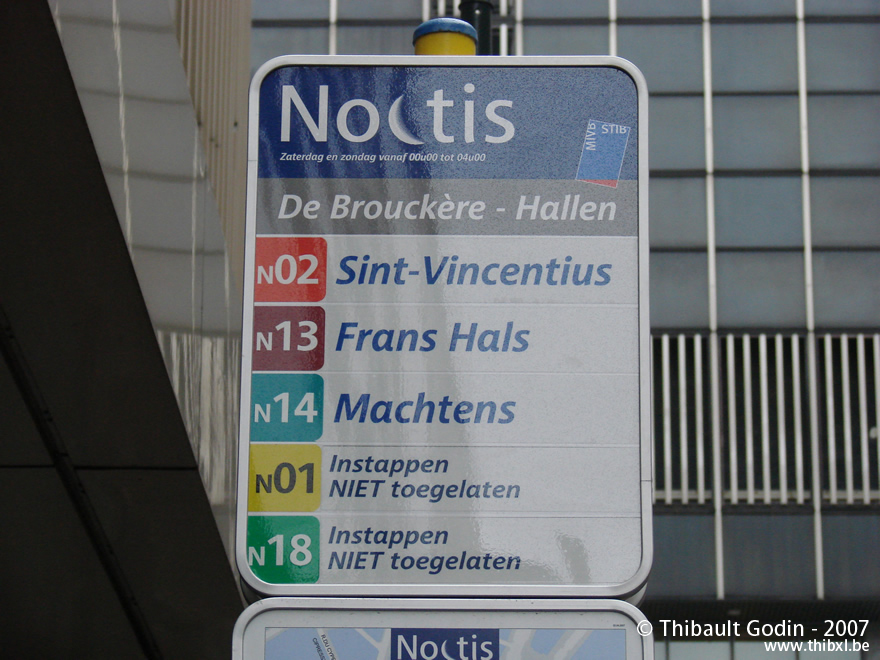 Noctis
Zaterdag en zondag vanaf 00u00 tot 04u00
MIVB STIB
De Brouckère - Hallen
N02 Sint-Vincentius
N13 Frans Hals
N14 Machtens
N01 Instappen
NIET toegelaten
N18 Instappen
NIET toegelaten
Noctis
© Thibault Godin - 2007
www.thibxl.be